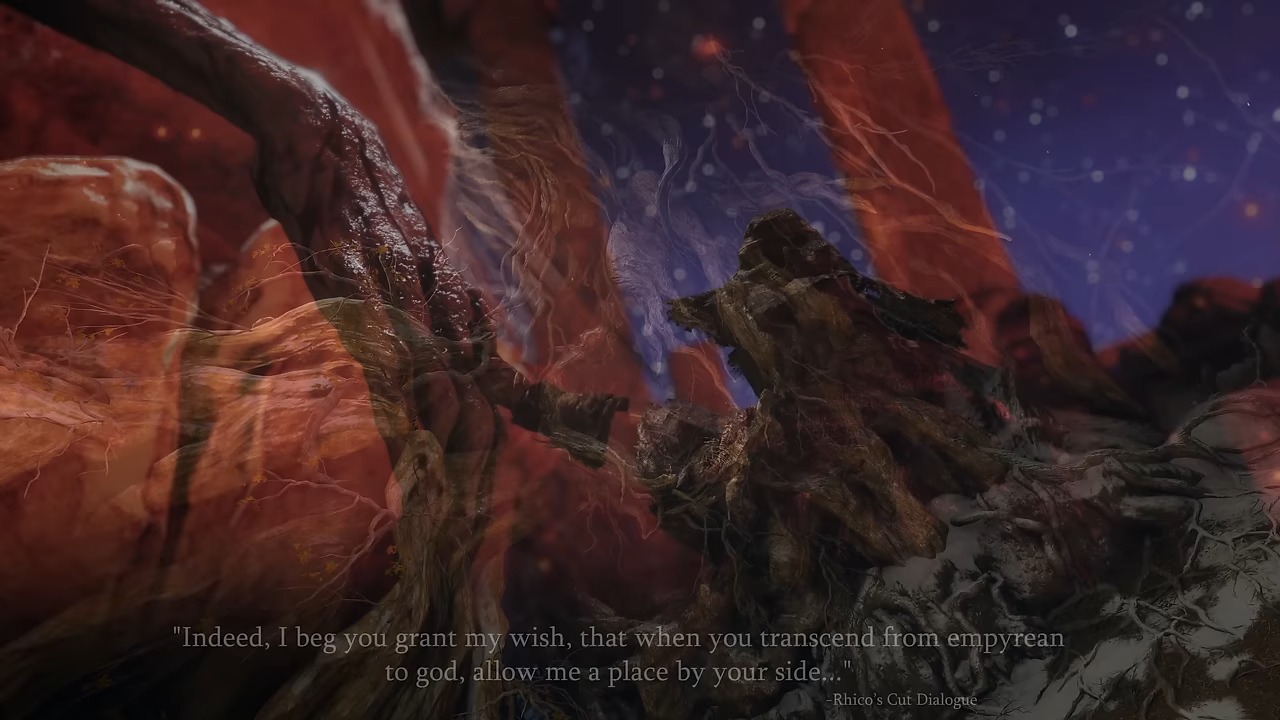 "Indeed, I beg you grant my wish, that when you transcend from empyrean
to god, allow me a place by your side..."
-Rhico's Cut Dialogue